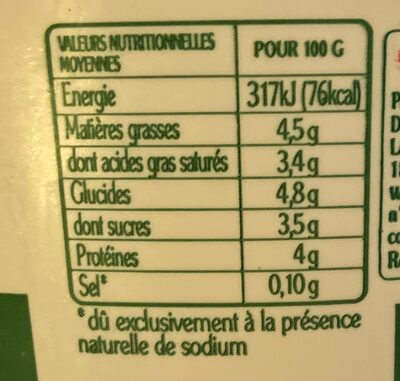 VALEURS NUTRITIONNELLES
MOYENNES
POUR 100 G
Energie 317kJ (76kcal)
Matières grasses 4,5g
dont acides gras saturés 3,4g
Glucides 4,8g
dont sucres 3,5g
Protéines 4g
Sel* 0,10g
*dû exclusivement à la présence
naturelle de sodium